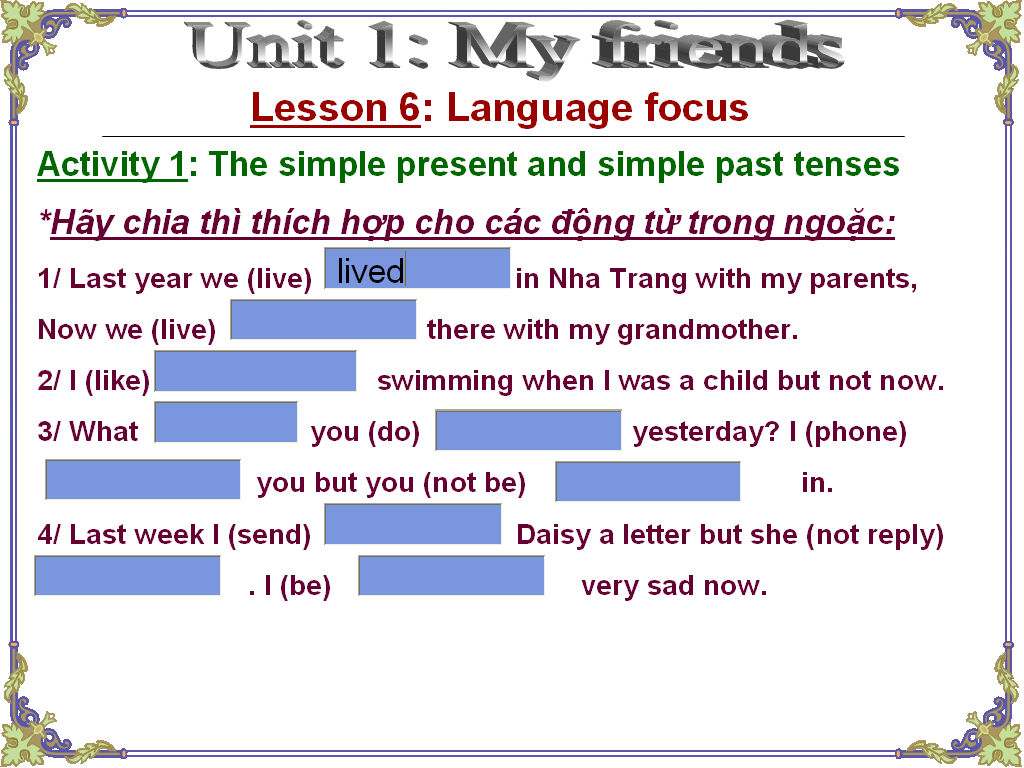 Unit 1: My friends
Lesson 6: Language focus
Activity 1: The simple present and simple past tenses
*Hãy chia thì thích hợp cho các động từ trong ngoặc:
1/ Last year we (live) lived in Nha Trang with my parents,
Now we (live) there with my grandmother.
2/ I (like) swimming when I was a child but not now.
3/ What you (do) yesterday? I (phone)
you but you (not be) in.
4/ Last week I (send) Daisy a letter but she (not reply)
. I (be) very sad now.